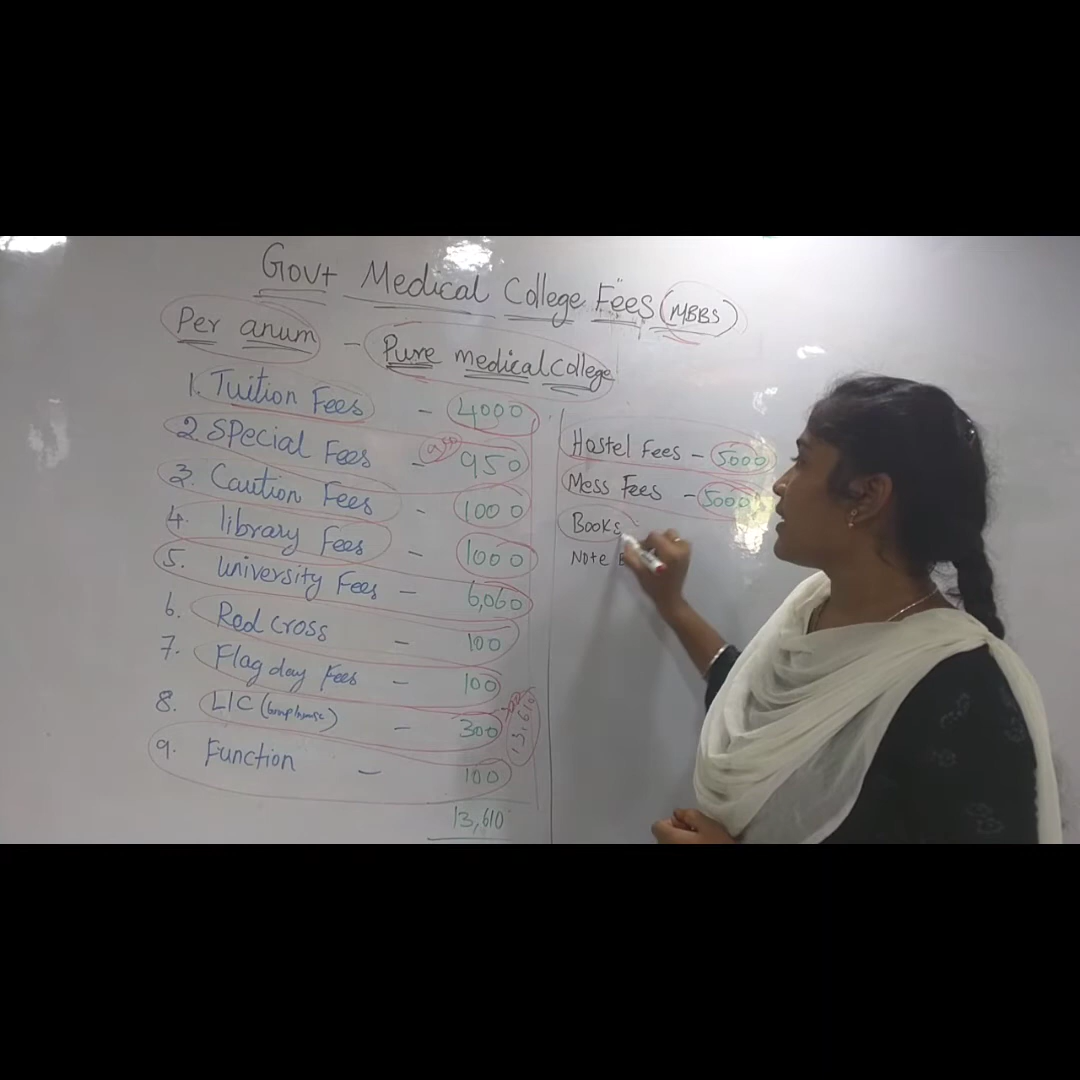 Govt Medical College Fees (MBBS)
Per anum - Pure medical College
1. Tuition Fees - 4000
2. Special Fees - 950
3. Caution Fees - 1000
4. library Fees - 1000
5. University Fees - 6,060
6. Red cross - 100
7. Flag day Fees - 100
8. LIC - 300
9. Function - 100
13,610
13,610
Hostel Fees - 5000
Mess Fees - 5000
Books
Note